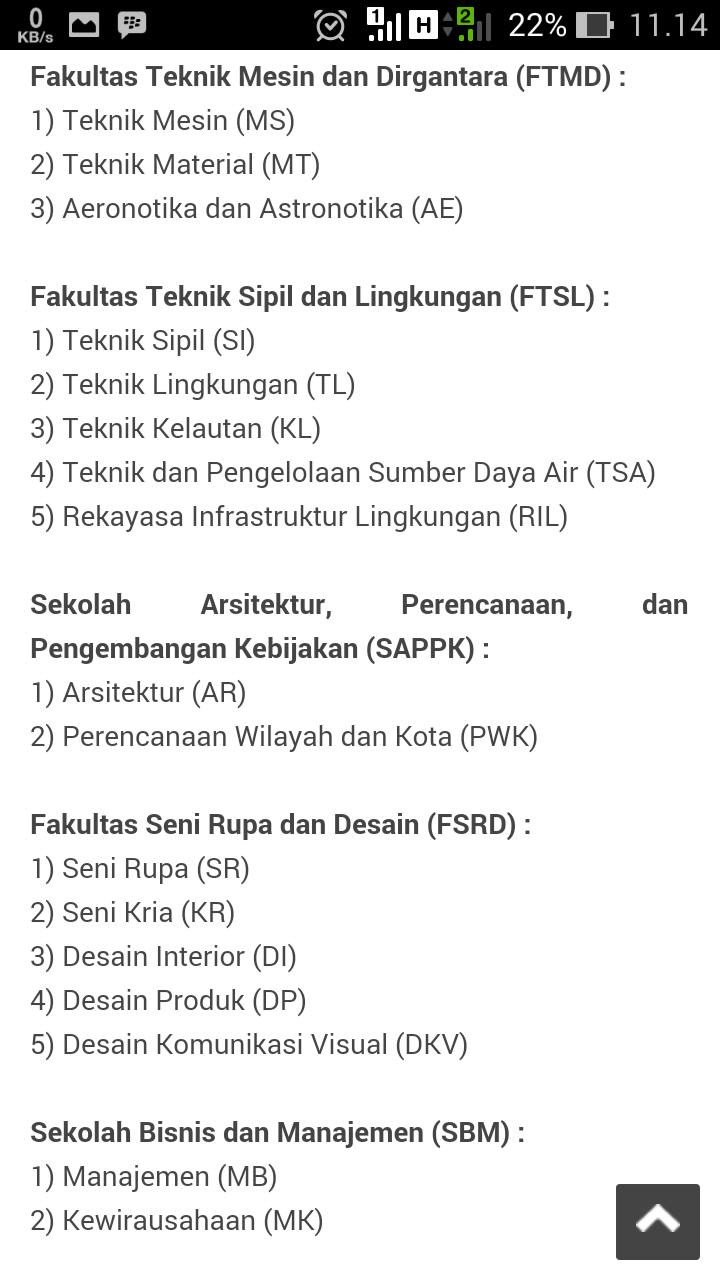 0
KB/s
1
H
2
22%
11.14
Fakultas Teknik Mesin dan Dirgantara (FTMD) :
1) Teknik Mesin (MS)
2) Teknik Material (MT)
3) Aeronotika dan Astronotika (AE)
Fakultas Teknik Sipil dan Lingkungan (FTSL) :
1) Teknik Sipil (SI)
2) Teknik Lingkungan (TL)
3) Teknik Kelautan (KL)
4) Teknik dan Pengelolaan Sumber Daya Air (TSA)
5) Rekayasa Infrastruktur Lingkungan (RIL)
Sekolah Arsitektur, Perencanaan, dan
Pengembangan Kebijakan (SAPPK) :
1) Arsitektur (AR)
2) Perencanaan Wilayah dan Kota (PWK)
Fakultas Seni Rupa dan Desain (FSRD) :
1) Seni Rupa (SR)
2) Seni Kria (KR)
3) Desain Interior (DI)
4) Desain Produk (DP)
5) Desain Komunikasi Visual (DKV)
Sekolah Bisnis dan Manajemen (SBM) :
1) Manajemen (MB)
2) Kewirausahaan (MK)